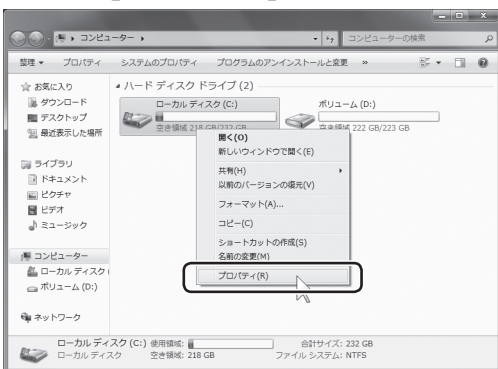 コンピューター
コンピューターの検索
整理 プロパティ システムのプロパティ プログラムのアンインストールと変更 »
お気に入り
ダウンロード
デスクトップ
最近表示した場所
ライブラリ
ドキュメント
ピクチャ
ビデオ
ミュージック
コンピューター
ローカル ディスク (
ボリューム (D:)
ネットワーク
ハード ディスク ドライブ (2)
ローカル ディスク (C:)
空き領域 218 GB/232 GB
ボリューム (D:)
空き領域 222 GB/223 GB
開く(O)
新しいウィンドウで開く(E)
共有(H)
以前のバージョンの復元(V)
フォーマット(A)...
コピー(C)
ショートカットの作成(S)
名前の変更(M)
プロパティ(R)
ローカル ディスク (C:) 使用領域: 合計サイズ: 232 GB
ローカル ディスク 空き領域: 218 GB ファイル システム: NTFS